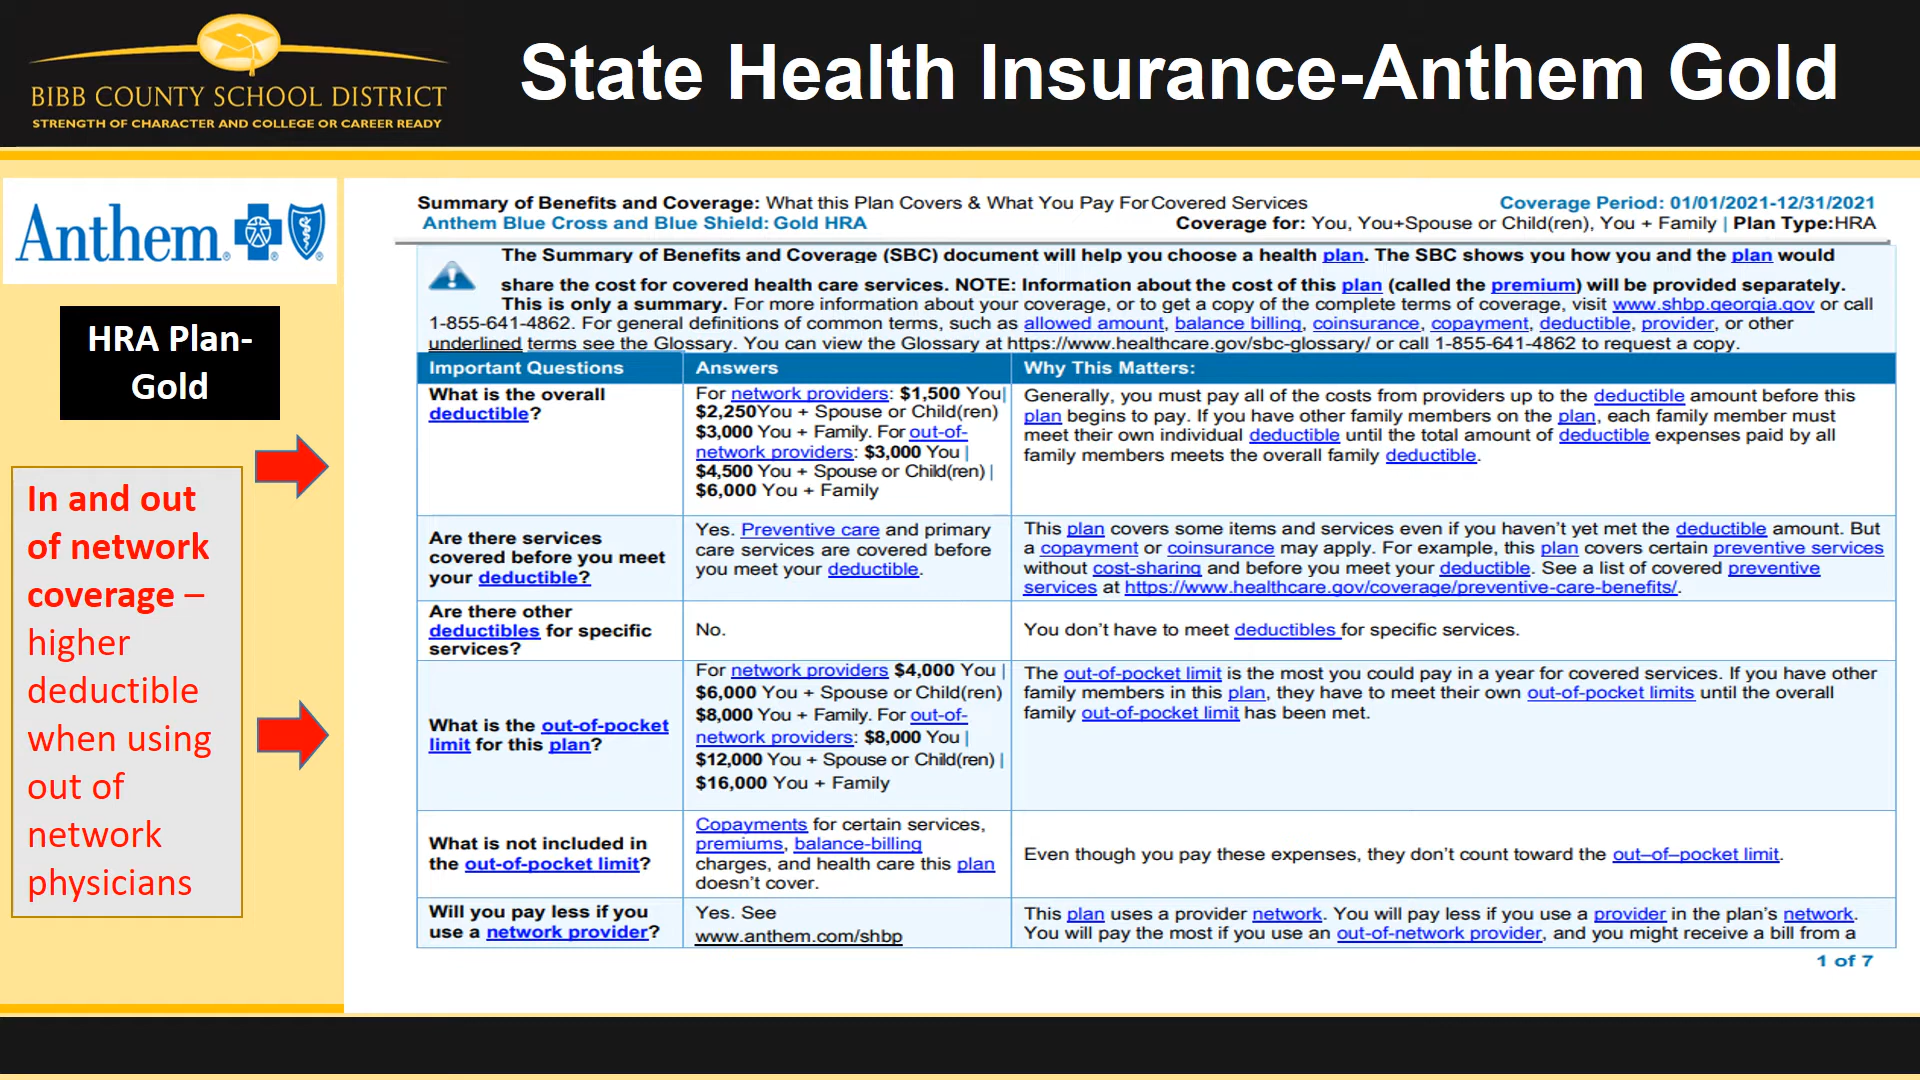 BIBB COUNTY SCHOOL DISTRICT
STRENGTH OF CHARACTER AND COLLEGE OR CAREER READY
State Health Insurance-Anthem Gold
Anthem
HRA Plan-
Gold
In and out
of network
coverage –
higher
deductible
when using
out of
network
physicians
Summary of Benefits and Coverage: What this Plan Covers & What You Pay For Covered Services
Coverage Period: 01/01/2021-12/31/2021
Anthem Blue Cross and Blue Shield: Gold HRA
Coverage for: You, You+Spouse or Child(ren), You + Family | Plan Type:HRA
The Summary of Benefits and Coverage (SBC) document will help you choose a health plan. The SBC shows you how you and the plan would
share the cost for covered health care services. NOTE: Information about the cost of this plan (called the premium) will be provided separately.
This is only a summary. For more information about your coverage, or to get a copy of the complete terms of coverage, visit www.shbp.georgia.gov or call
1-855-641-4862. For general definitions of common terms, such as allowed amount, balance billing, coinsurance, copayment, deductible, provider, or other
underlined terms see the Glossary. You can view the Glossary at https://www.healthcare.gov/sbc-glossary/ or call 1-855-641-4862 to request a copy.
Important Questions
Answers
Why This Matters:
What is the overall
deductible?
For network providers: $1,500 You|
$2,250You + Spouse or Child(ren)
$3,000 You + Family. For out-of-
network providers: $3,000 You |
$4,500 You + Spouse or Child(ren) |
$6,000 You + Family
Generally, you must pay all of the costs from providers up to the deductible amount before this
plan begins to pay. If you have other family members on the plan, each family member must
meet their own individual deductible until the total amount of deductible expenses paid by all
family members meets the overall family deductible.
Are there services
covered before you meet
your deductible?
Yes. Preventive care and primary
care services are covered before
you meet your deductible.
This plan covers some items and services even if you haven't yet met the deductible amount. But
a copayment or coinsurance may apply. For example, this plan covers certain preventive services
without cost-sharing and before you meet your deductible. See a list of covered preventive
services at https://www.healthcare.gov/coverage/preventive-care-benefits/.
Are there other
deductibles for specific
services?
No.
You don't have to meet deductibles for specific services.
What is the out-of-pocket
limit for this plan?
For network providers $4,000 You |
$6,000 You + Spouse or Child(ren)
$8,000 You + Family. For out-of-
network providers: $8,000 You |
$12,000 You + Spouse or Child(ren) |
$16,000 You + Family
The out-of-pocket limit is the most you could pay in a year for covered services. If you have other
family members in this plan, they have to meet their own out-of-pocket limits until the overall
family out-of-pocket limit has been met.
What is not included in
the out-of-pocket limit?
Copayments for certain services,
premiums, balance-billing
charges, and health care this plan
doesn't cover.
Even though you pay these expenses, they don't count toward the out–of–pocket limit.
Will you pay less if you
use a network provider?
Yes. See
www.anthem.com/shbp
This plan uses a provider network. You will pay less if you use a provider in the plan's network.
You will pay the most if you use an out-of-network provider, and you might receive a bill from a
1 of 7